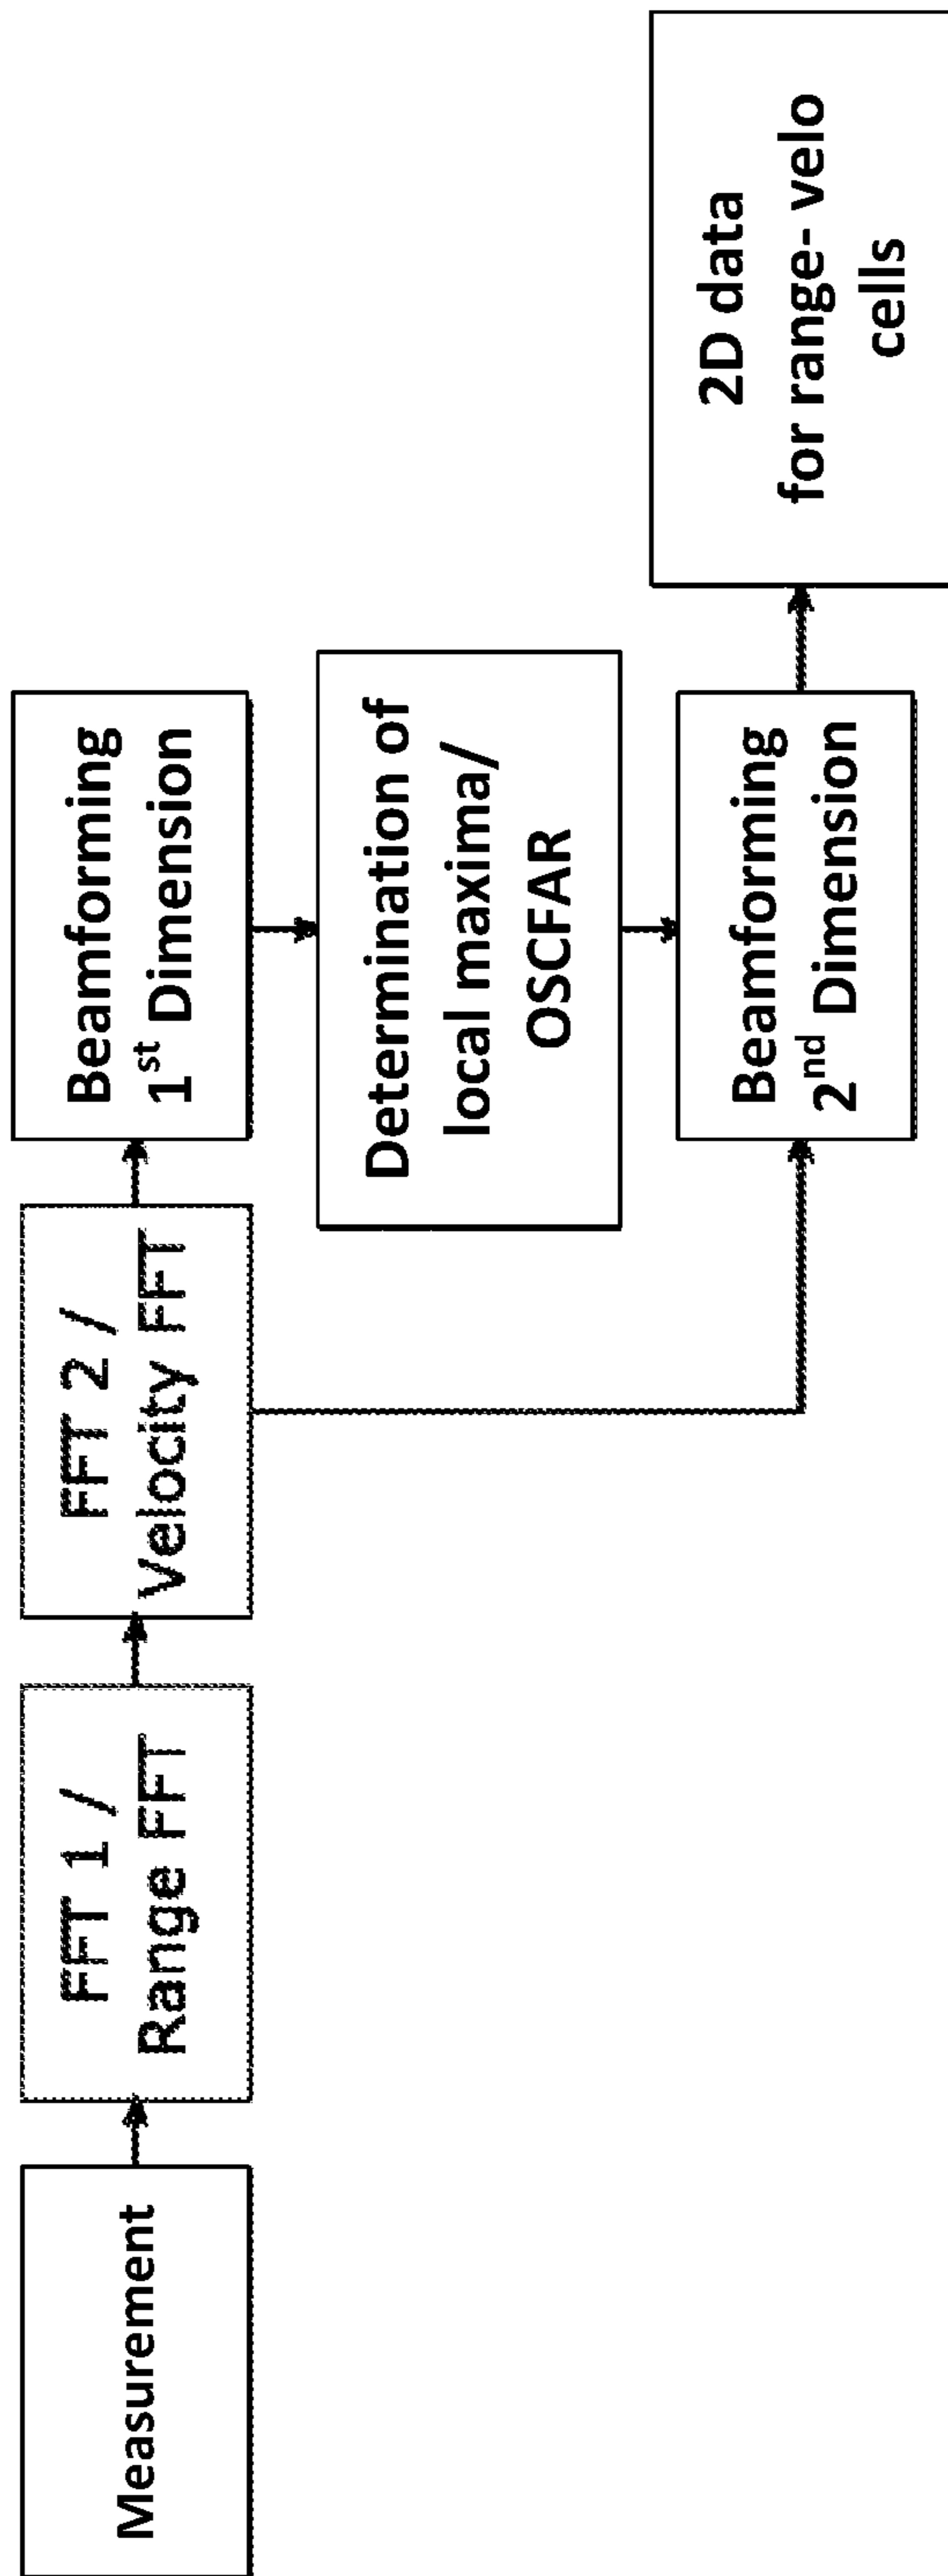 Measurement
FFT 1 /
Range FFT
FFT 2 /
Velocity FFT
Beamforming
1st Dimension
Determination of
local maxima/
OSCFAR
Beamforming
2nd Dimension
2D data
for range- velo
cells